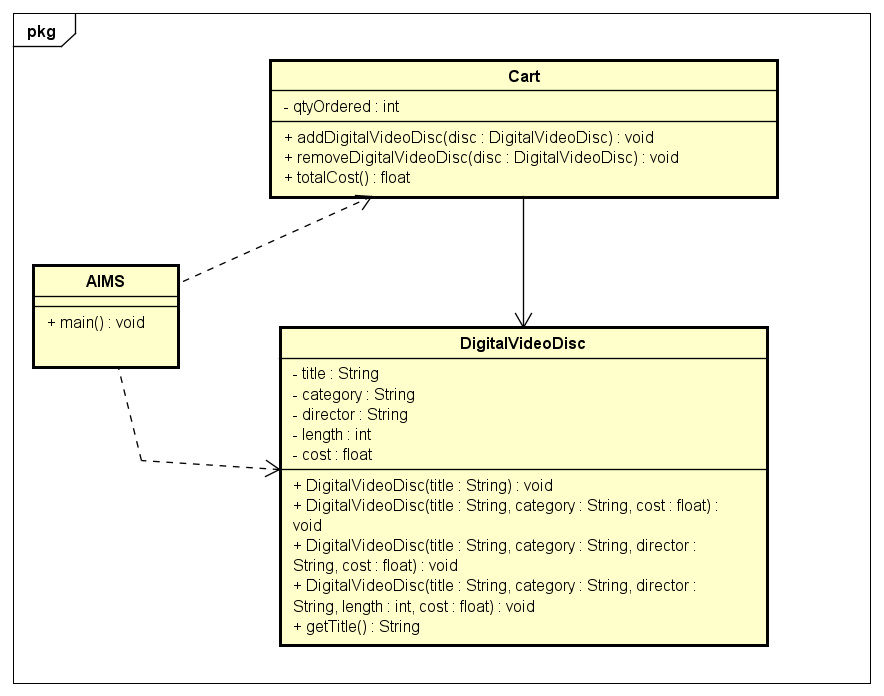 pkg
Cart
- qtyOrdered : int
+ addDigitalVideoDisc(disc : DigitalVideoDisc) : void
+ removeDigitalVideoDisc(disc : DigitalVideoDisc) : void
+ totalCost() : float
AIMS
+ main() : void
DigitalVideoDisc
- title : String
- category : String
- director : String
- length : int
- cost : float
+ DigitalVideoDisc(title : String) : void
+ DigitalVideoDisc(title : String, category : String, cost : float) :
void
+ DigitalVideoDisc(title : String, category : String, director :
String, cost : float) : void
+ DigitalVideoDisc(title : String, category : String, director :
String, length : int, cost : float) : void
+ getTitle() : String